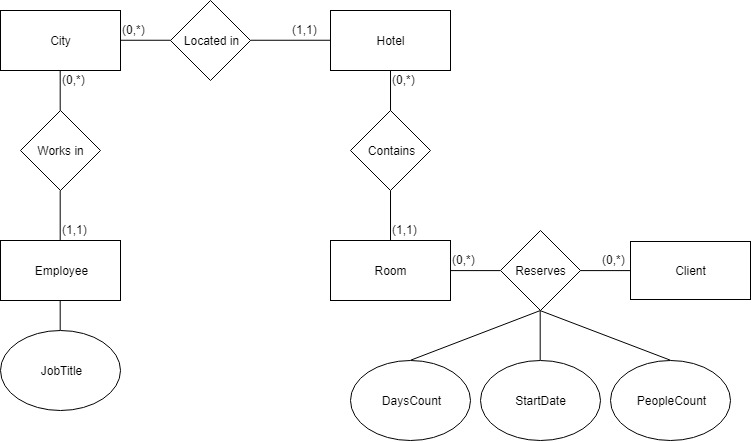 City
(0,*)
Located in
(1,1)
Hotel
(0,*)
(0,*)
Works in
Contains
(1,1)
(1,1)
Employee
Room
(0,*)
Reserves
(0,*)
Client
JobTitle
DaysCount
StartDate
PeopleCount